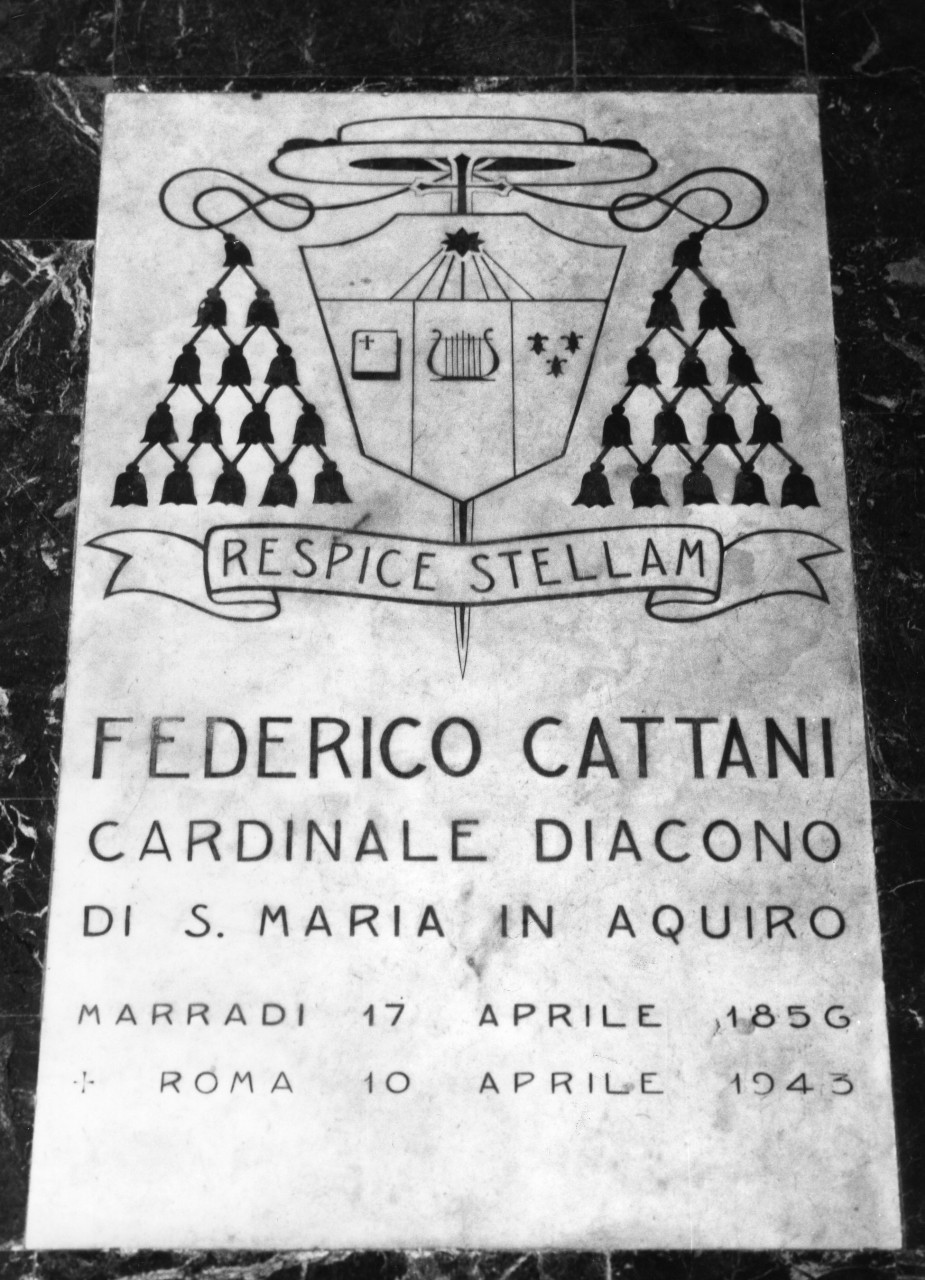 RESPICE STELLAM
FEDERICO CATTANI
CARDINALE DIACONO
DI S. MARIA IN AQUIRO
MARRADI 17 APRILE 1856
+ ROMA 10 APRILE 1943